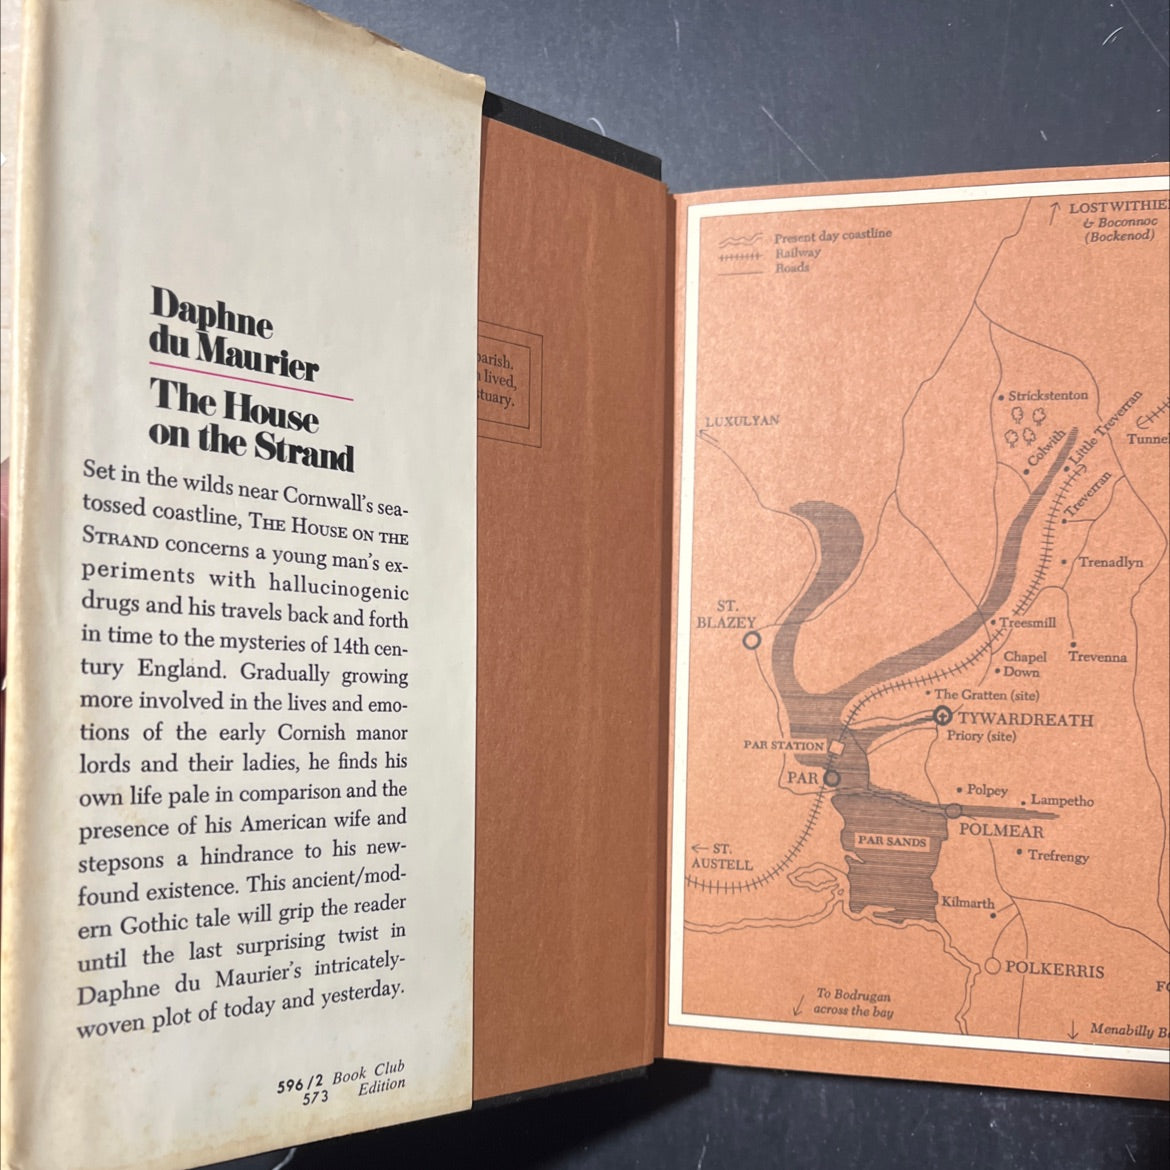 Daphne
du Maurier
The House
on the Strand
Set in the wilds near Cornwall's sea-
tossed coastline, THE HOUSE ON THE
STRAND concerns a young man's ex-
periments with hallucinogenic
drugs and his travels back and forth
in time to the mysteries of 14th cen-
tury England. Gradually growing
more involved in the lives and emo-
tions of the early Cornish manor
lords and their ladies, he finds his
own life pale in comparison and the
presence of his American wife and
stepsons a hindrance to his new-
found existence. This ancient/mod-
ern Gothic tale will grip the reader
until the last surprising twist in
Daphne du Maurier's intricately-
woven plot of today and yesterday.
596/2 Book Club
573 Edition
parish.
lived,
stuary.
Present day coastline
Railway
Roads
LOSTWITHIE
& Boconnoc
(Bockenod)
Strickstenton
LUXULYAN
Colwith
Little Treverran
Tunne
Treverran
Trenadlyn
ST.
BLAZEY
Treesmill
Chapel
Down
Trevenna
The Gratten (site)
TYWARDREATH
Priory (site)
PAR STATION
PAR
Polpey
Lampetho
POLMEAR
PAR SANDS
ST.
AUSTELL
Trefrengy
Kilmarth
POLKERRIS
FO
To Bodrugan
across the bay
Menabilly B